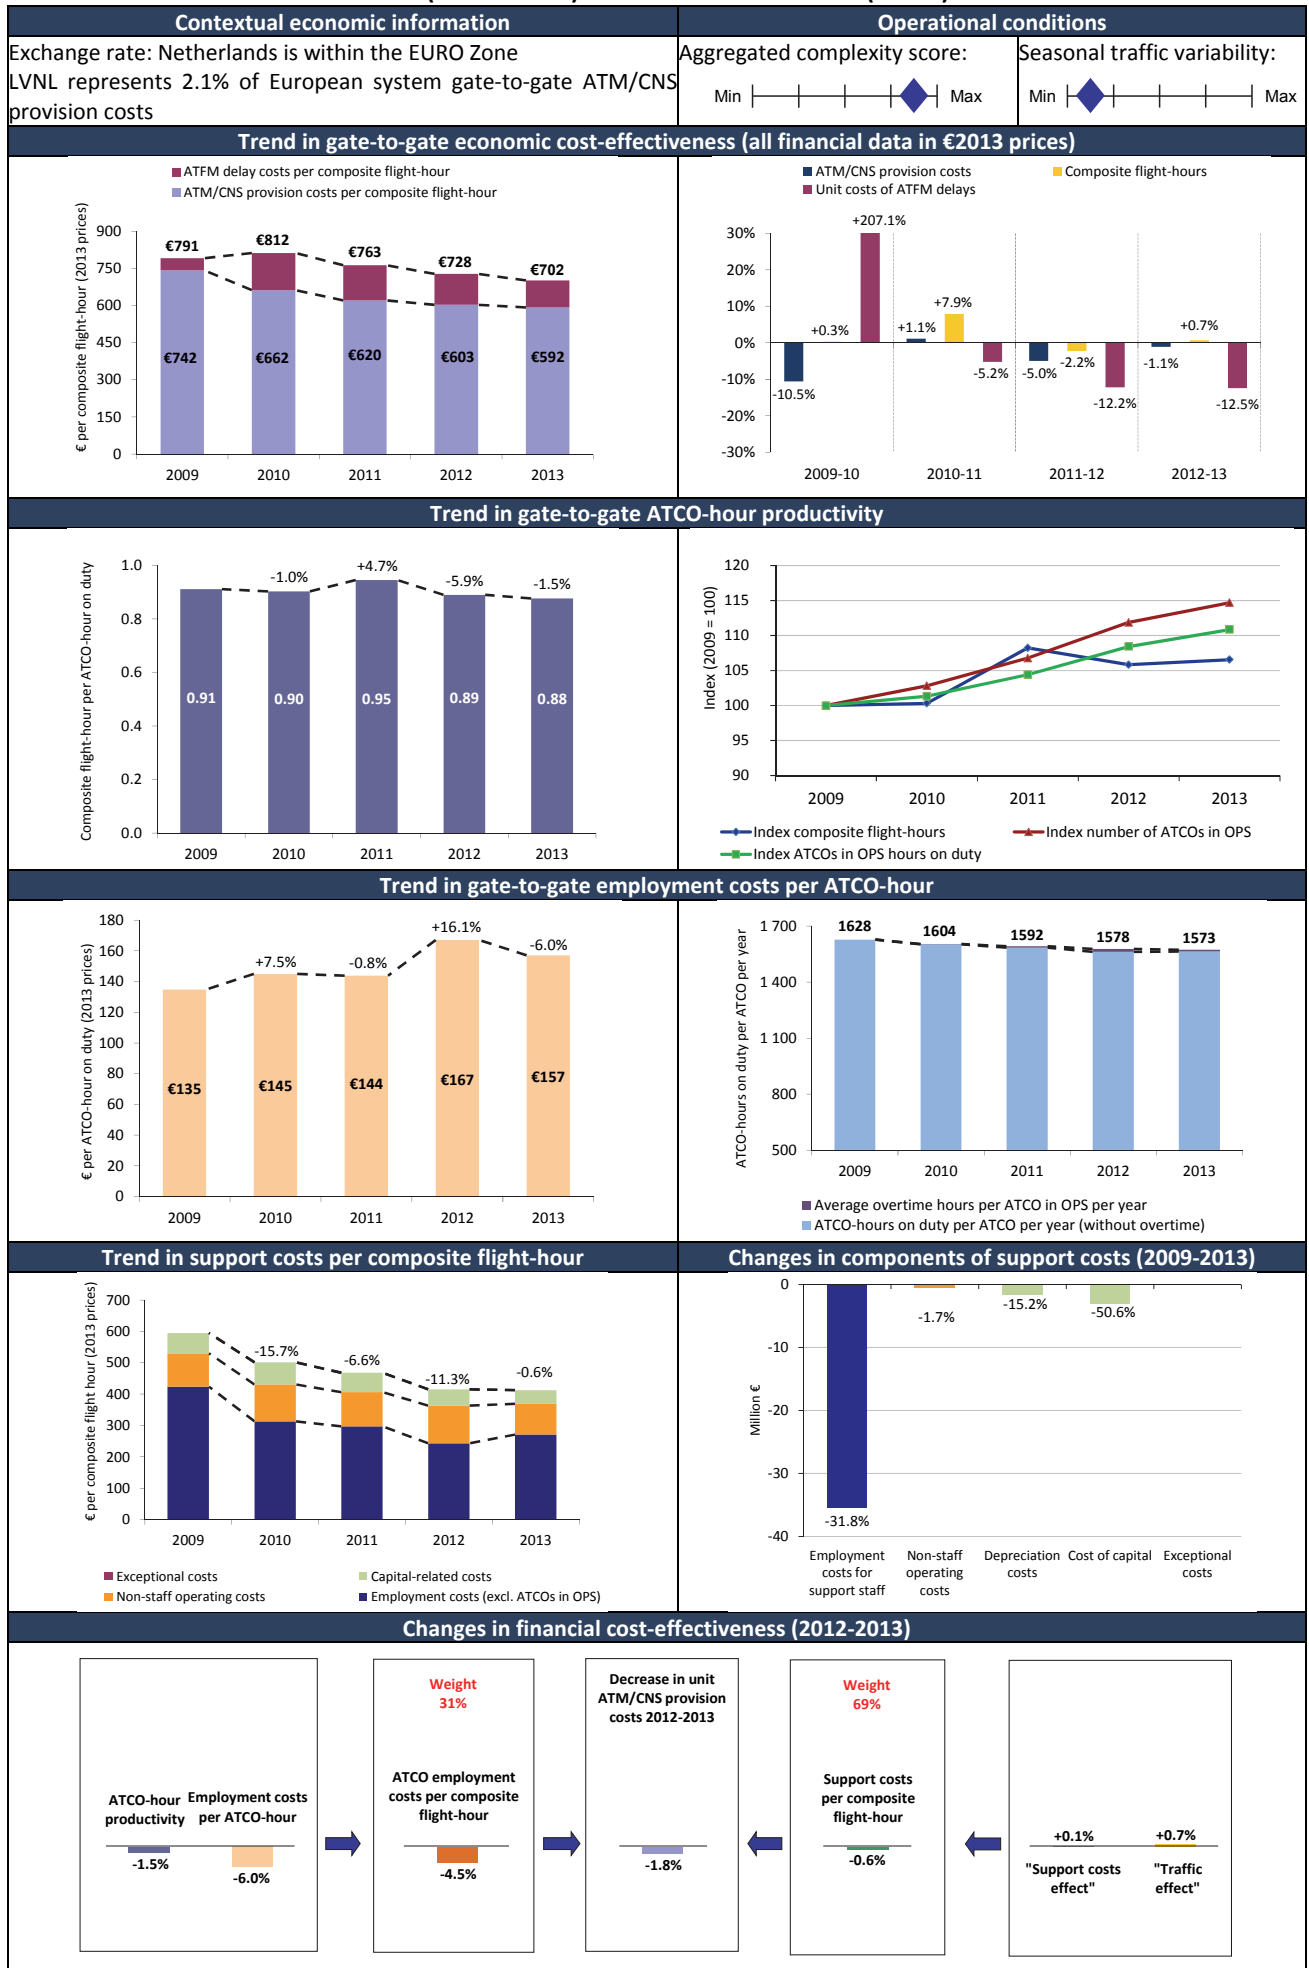 Contextual economic information
Operational conditions
Exchange rate: Netherlands is within the EURO Zone
LVNL represents 2.1% of European system gate-to-gate ATM/CNS
provision costs
Aggregated complexity score:
Min
Max
Seasonal traffic variability:
Min
Max
Trend in gate-to-gate economic cost-effectiveness (all financial data in €2013 prices)
ATFM delay costs per composite flight-hour
ATM/CNS provision costs per composite flight-hour
€ per composite flight-hour (2013 prices)
900
750
600
450
300
150
0
€791
€812
€763
€728
€702
€742
€662
€620
€603
€592
2009
2010
2011
2012
2013
ATM/CNS provision costs
Composite flight-hours
Unit costs of ATFM delays
30%
20%
10%
0%
-10%
-20%
-30%
+207.1%
+0.3%
-10.5%
+1.1%
+7.9%
-5.2%
-5.0%
-2.2%
-12.2%
-1.1%
+0.7%
-12.5%
2009-10
2010-11
2011-12
2012-13
Trend in gate-to-gate ATCO-hour productivity
Composite flight-hour per ATCO-hour on duty
1.0
0.8
0.6
0.4
0.2
0.0
-1.0%
+4.7%
-5.9%
-1.5%
0.91
0.90
0.95
0.89
0.88
2009
2010
2011
2012
2013
Index (2009 = 100)
120
115
110
105
100
95
90
2009
2010
2011
2012
2013
Index composite flight-hours
Index number of ATCOs in OPS
Index ATCOs in OPS hours on duty
Trend in gate-to-gate employment costs per ATCO-hour
€ per ATCO-hour on duty (2013 prices)
180
160
140
120
100
80
60
40
20
0
+7.5%
-0.8%
+16.1%
-6.0%
€135
€145
€144
€167
€157
2009
2010
2011
2012
2013
ATCO-hours on duty per ATCO per year
1 700
1 400
1 100
800
500
1628
1604
1592
1578
1573
2009
2010
2011
2012
2013
Average overtime hours per ATCO in OPS per year
ATCO-hours on duty per ATCO per year (without overtime)
Trend in support costs per composite flight-hour
Changes in components of support costs (2009-2013)
€ per composite flight hour (2013 prices)
700
600
500
400
300
200
100
0
-15.7%
-6.6%
-11.3%
-0.6%
2009
2010
2011
2012
2013
Exceptional costs
Capital-related costs
Non-staff operating costs
Employment costs (excl. ATCOs in OPS)
Million €
0
-10
-20
-30
-40
-31.8%
-1.7%
-15.2%
-50.6%
Employment
costs for
support staff
Non-staff
operating
costs
Depreciation
costs
Cost of capital
Exceptional
costs
Changes in financial cost-effectiveness (2012-2013)
ATCO-hour
productivity
Employment costs
per ATCO-hour
-1.5%
-6.0%
Weight
31%
ATCO employment
costs per composite
flight-hour
-4.5%
Decrease in unit
ATM/CNS provision
costs 2012-2013
-1.8%
Weight
69%
Support costs
per composite
flight-hour
-0.6%
+0.1%
+0.7%
"Support costs
effect"
"Traffic
effect"